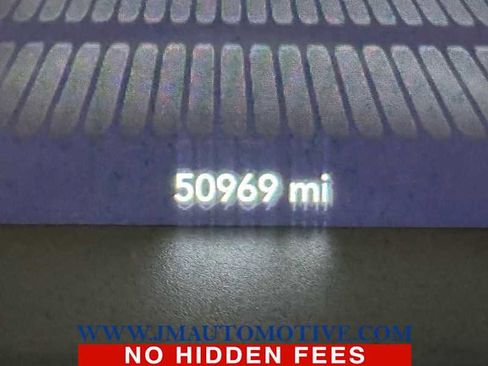 50969 mi
WWW.JMAUTOMOTIVE.COM
NO HIDDEN FEES